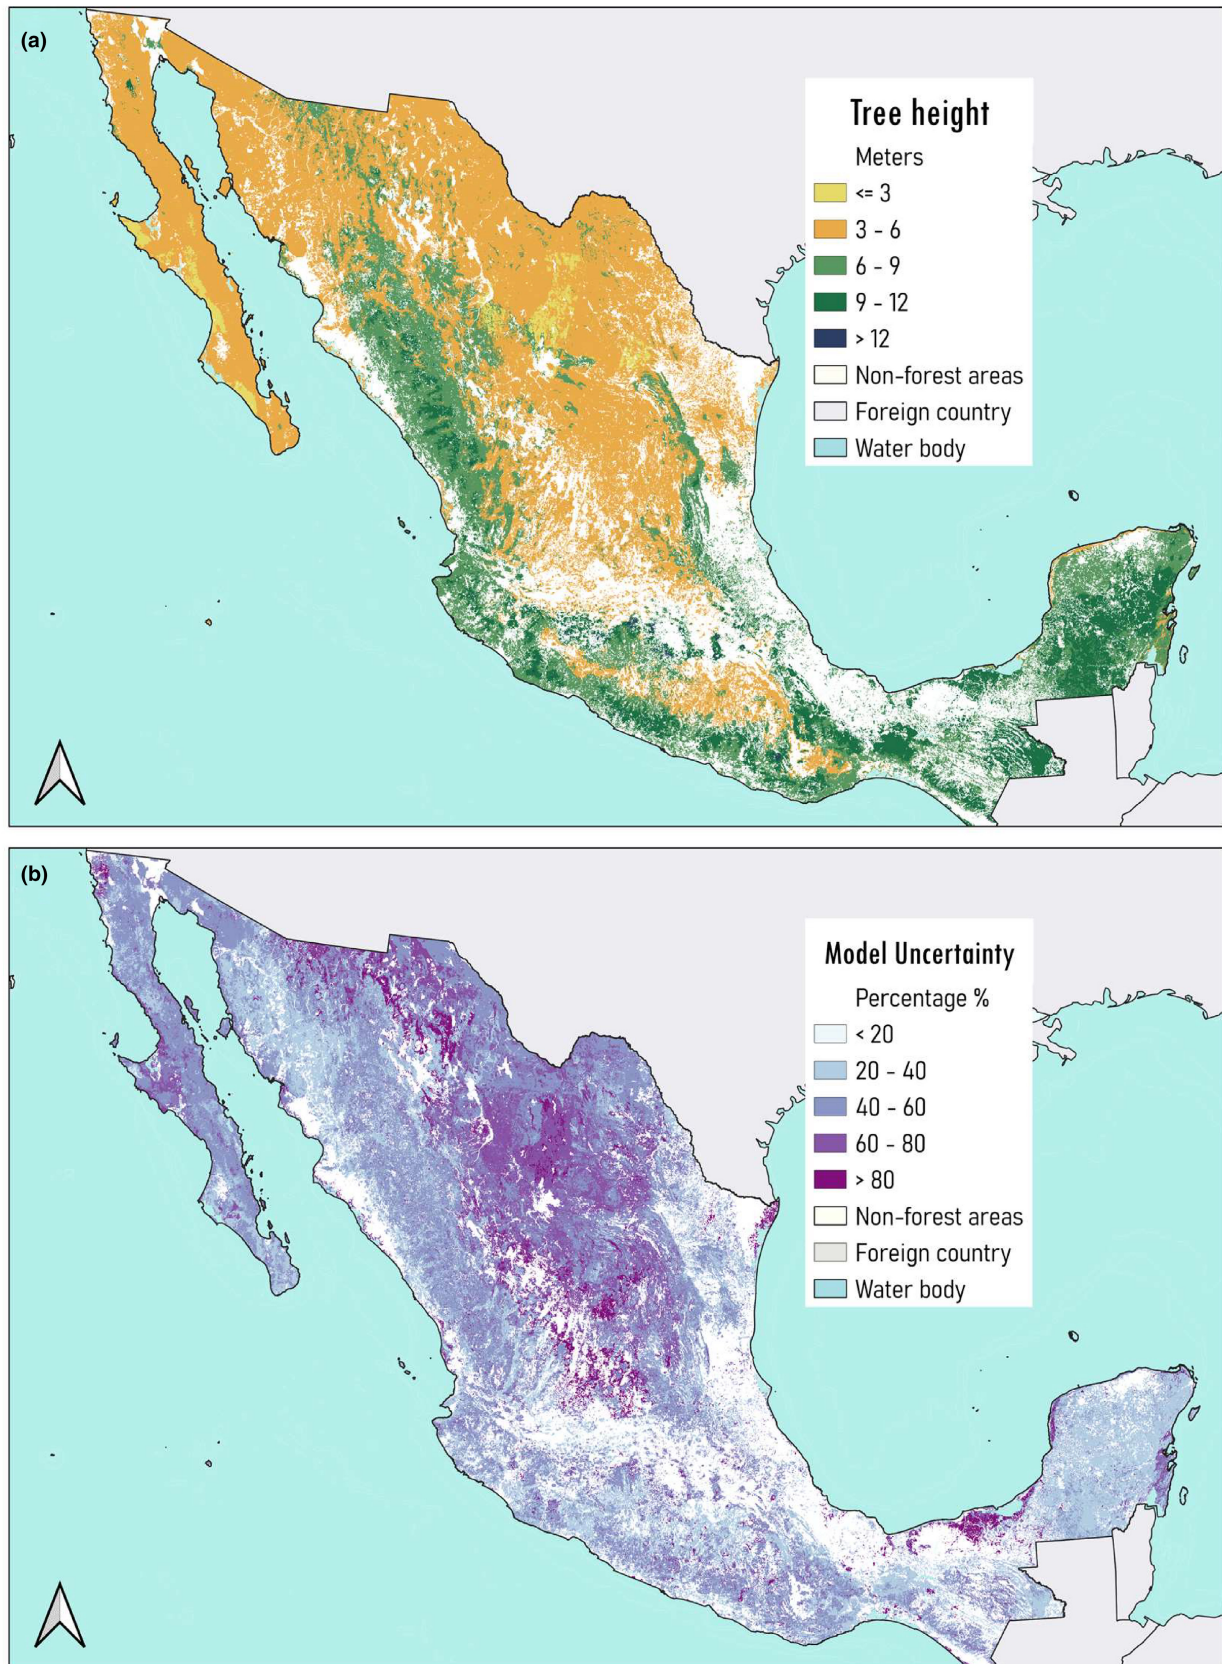 (a)
Tree height
Meters
<= 3
3 - 6
6 - 9
9 - 12
> 12
Non-forest areas
Foreign country
Water body
(b)
Model Uncertainty
Percentage %
< 20
20 - 40
40 - 60
60 - 80
> 80
Non-forest areas
Foreign country
Water body